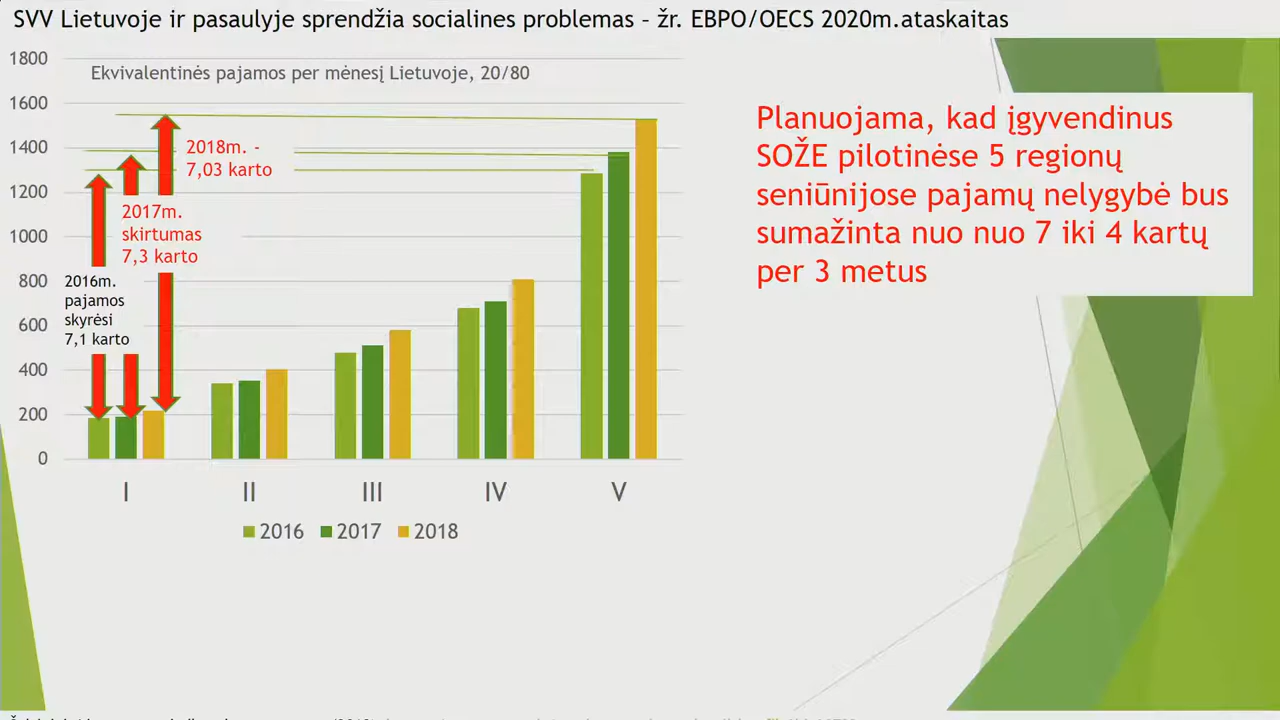 SVV Lietuvoje ir pasaulyje sprendžia socialines problemas – žr. EBPO/OECS 2020m.ataskaitas
Ekvivalentinės pajamos per mėnesį Lietuvoje, 20/80
1800
1600
1400
1200
1000
800
600
400
200
0
2018m. -
7,03 karto
2017m.
skirtumas
7,3 karto
2016m.
pajamos
skyrėsi
7,1 karto
I II III IV V
2016 2017 2018
Planuojama, kad įgyvendinus
SOŽE pilotinėse 5 regionų
seniūnijose pajamų nelygybė bus
sumažinta nuo nuo 7 iki 4 kartų
per 3 metus